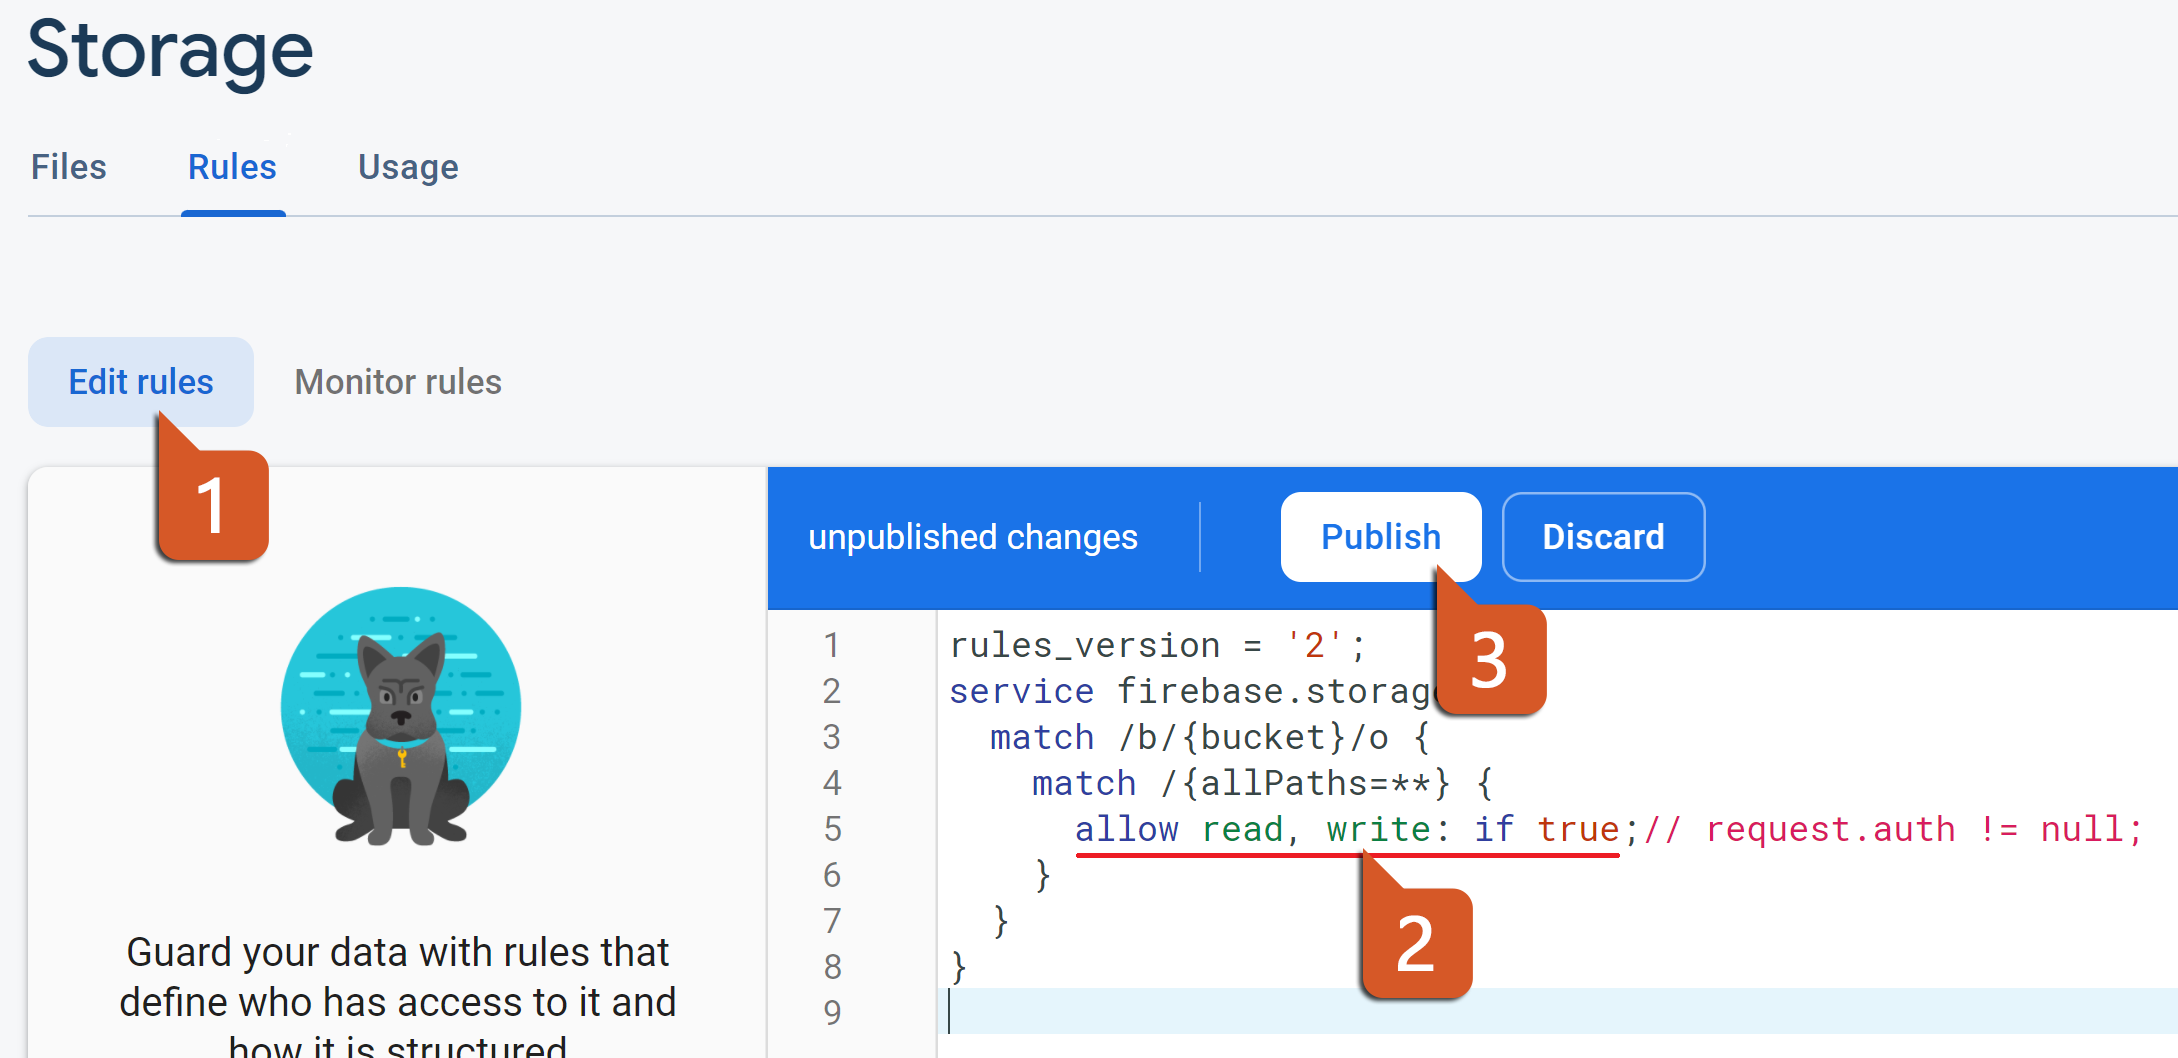 Storage
Files Rules Usage
Edit rules Monitor rules
1
unpublished changes Publish Discard
3
1 rules_version = '2';
2 service firebase.storag
3 match /b/{bucket}/o {
4 match /{allPaths=**} {
5 allow read, write: if true;// request.auth != null;
6 }
7 }
8 }
9
2
Guard your data with rules that
define who has access to it and
how it is structured